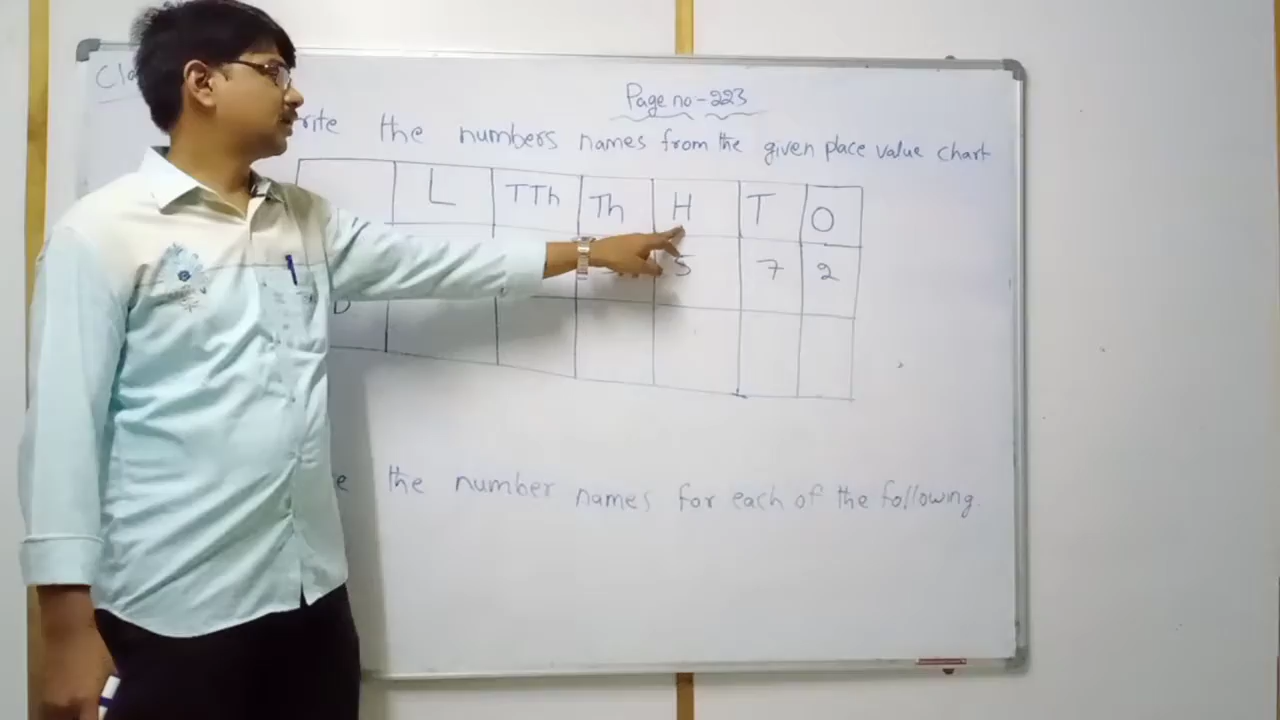 Page no - 223
the numbers names from the given place value chart
L TTh Th H T O
5 7 2
the number names for each of the following.